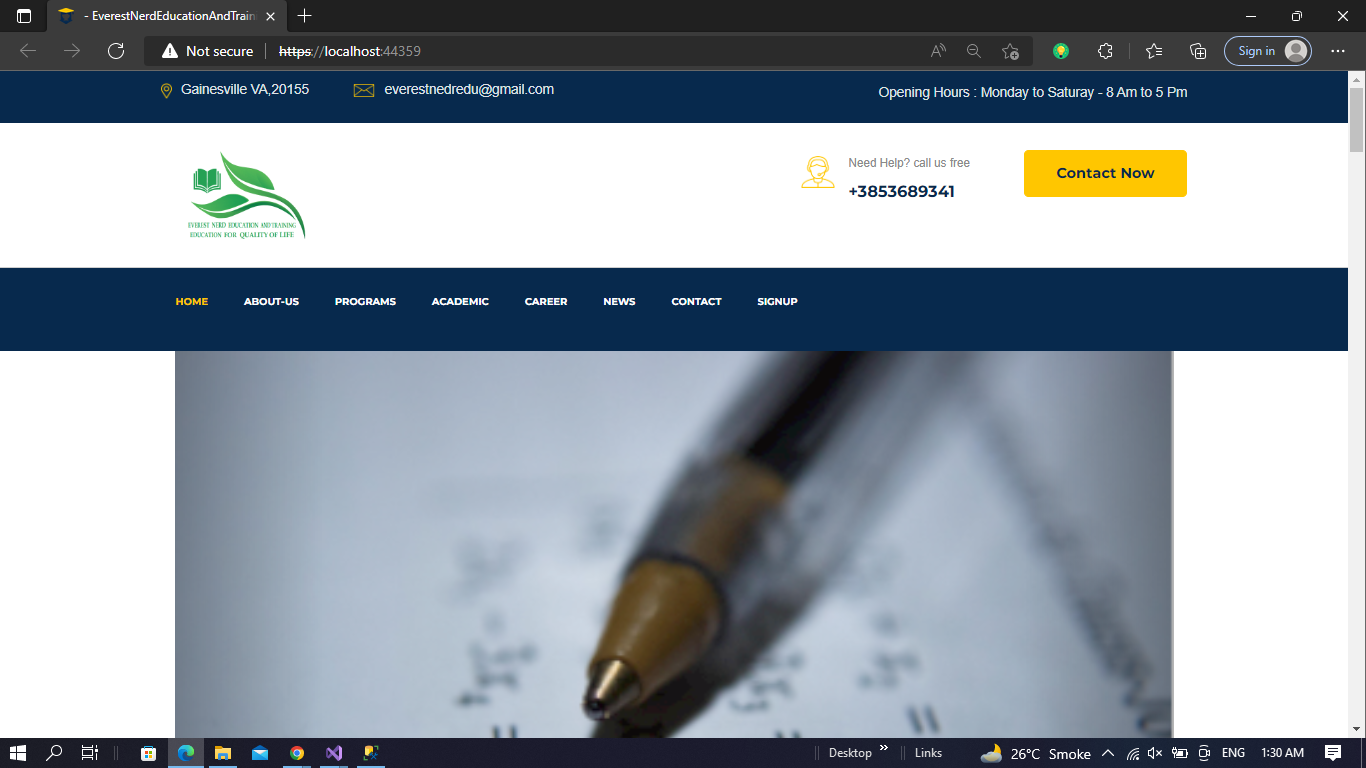 - EverestNerdEducationAndTrain
Not secure
https://localhost:44359
Sign in
Gainesville VA,20155
everestnedredu@gmail.com
Opening Hours : Monday to Saturay - 8 Am to 5 Pm
EVEREST NERD EDUCATION AND TRAINING
EDUCATION FOR QUALITY OF LIFE
Need Help? call us free
+3853689341
Contact Now
HOME ABOUT-US PROGRAMS ACADEMIC CAREER NEWS CONTACT SIGNUP
Desktop
Links
26°C Smoke
ENG
1:30 AM